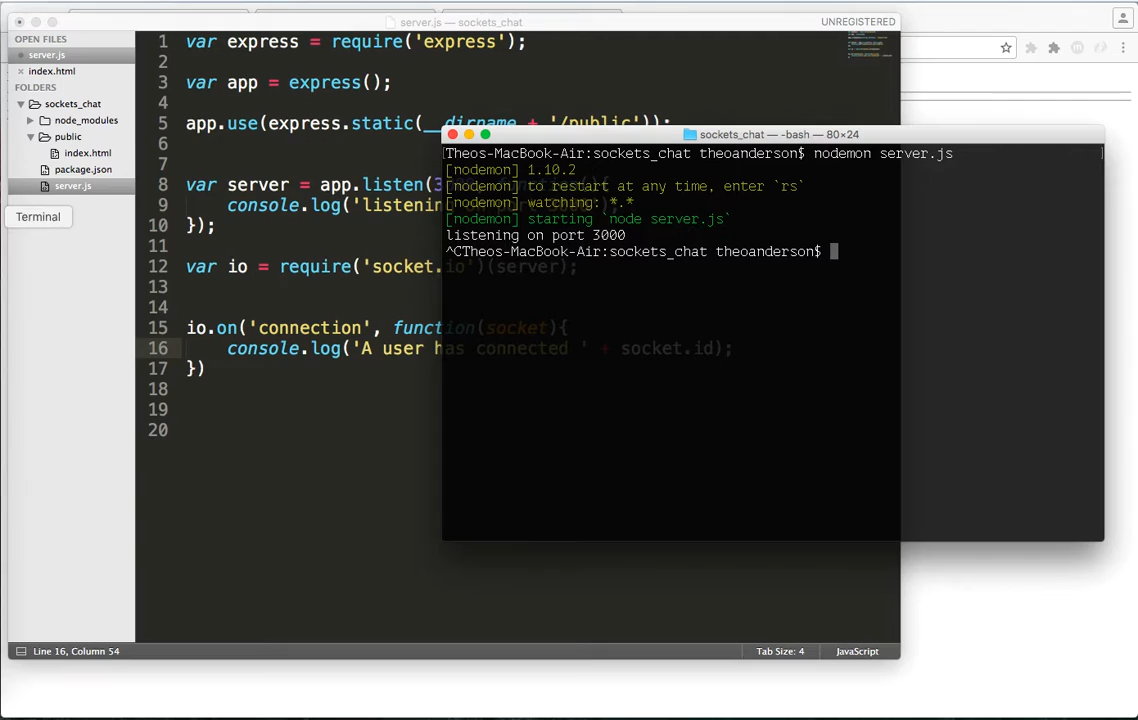 server.js — sockets_chat
UNREGISTERED
OPEN FILES
server.js
index.html
FOLDERS
sockets_chat
node_modules
public
index.html
package.json
server.js
Terminal
1 var express = require('express');
2
3 var app = express();
4
5 app.use(express.static(__dirname + '/public'));
8 var server = app.listen(3
9 console.log('listening
10 });
11
12 var io = require('socket.io')(server);
13
14
15 io.on('connection', function(socket){
16 console.log('A user has connected ' + socket.id);
17 })
18
19
20
sockets_chat — -bash — 80×24
Theos-MacBook-Air:sockets_chat theoanderson$ nodemon server.js
[nodemon] 1.10.2
[nodemon] to restart at any time, enter `rs`
[nodemon] watching: *.*
[nodemon] starting `node server.js`
listening on port 3000
^CTheos-MacBook-Air:sockets_chat theoanderson$
Line 16, Column 54
Tab Size: 4
JavaScript